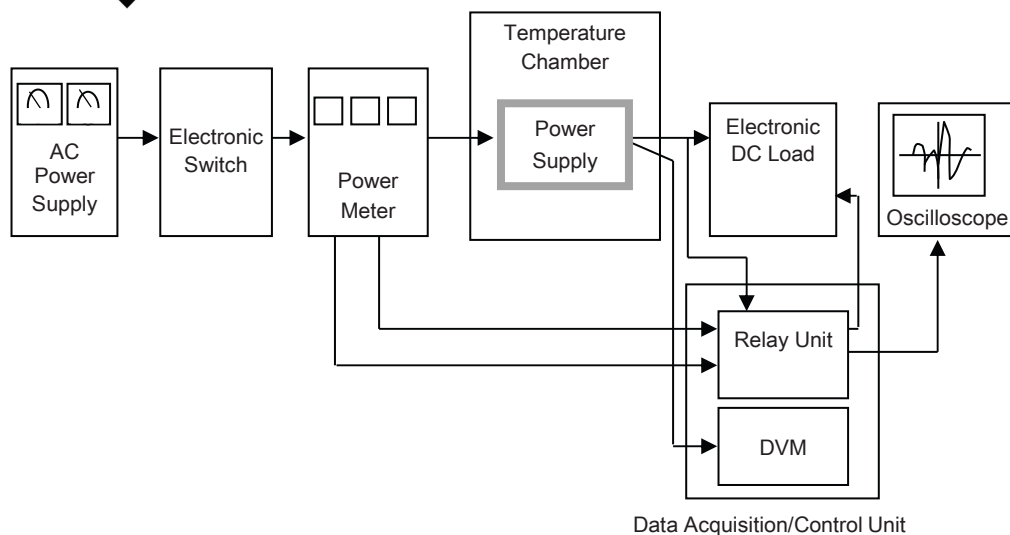 Temperature
Chamber
AC
Power
Supply
Electronic
Switch
Power
Meter
Power
Supply
Electronic
DC Load
Oscilloscope
Relay Unit
DVM
Data Acquisition/Control Unit